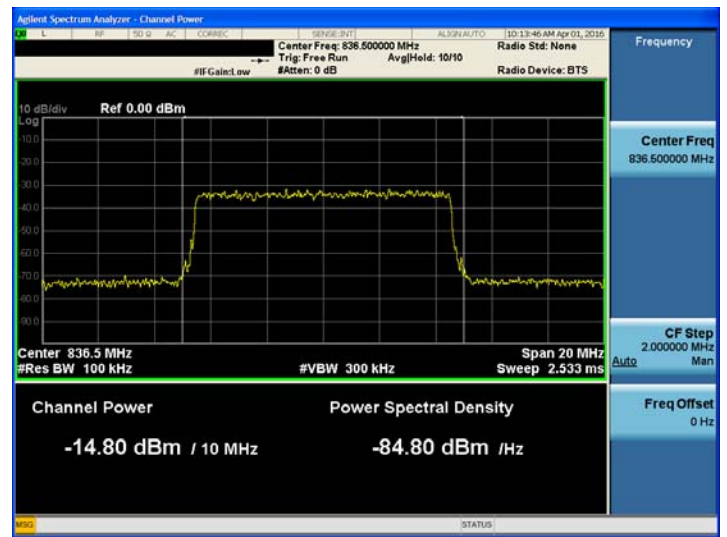 Agilent Spectrum Analyzer - Channel Power
L RF 50 Ω AC CORREC SENSE:INT ALIGN AUTO 10:13:46 AM Apr 01, 2016
Center Freq: 836.500000 MHz Radio Std: None
Trig: Free Run Avg|Hold: 10/10
#IFGain:Low #Atten: 0 dB Radio Device: BTS
10 dB/div Ref 0.00 dBm
Log
-10.0
-20.0
-30.0
-40.0
-50.0
-60.0
-70.0
-80.0
-90.0
Center 836.5 MHz Span 20 MHz
#Res BW 100 kHz #VBW 300 kHz Sweep 2.533 ms
Channel Power Power Spectral Density
-14.80 dBm / 10 MHz -84.80 dBm /Hz
Frequency
Center Freq
836.500000 MHz
CF Step
2.000000 MHz
Auto Man
Freq Offset
0 Hz
MSG STATUS